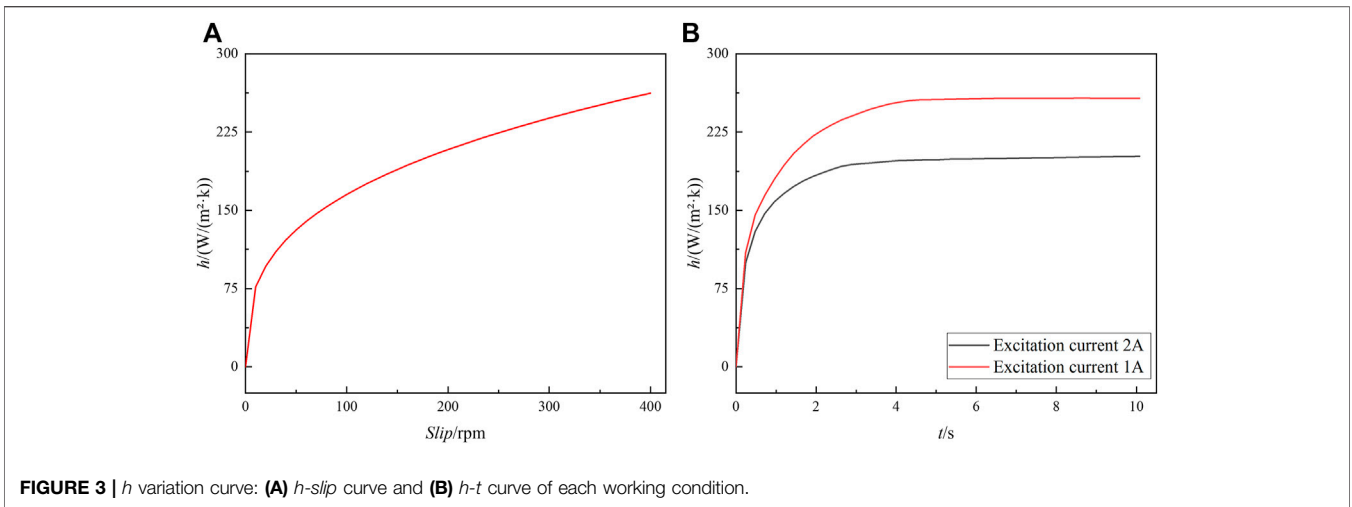 A
B
300
225
150
75
0
h/(W/(m²·k))
0
100
200
300
400
Slip/rpm
300
225
150
75
0
h/(W/(m²·k))
0
2
4
6
8
10
t/s
Excitation current 2A
Excitation current 1A
FIGURE 3 | h variation curve: (A) h-slip curve and (B) h-t curve of each working condition.